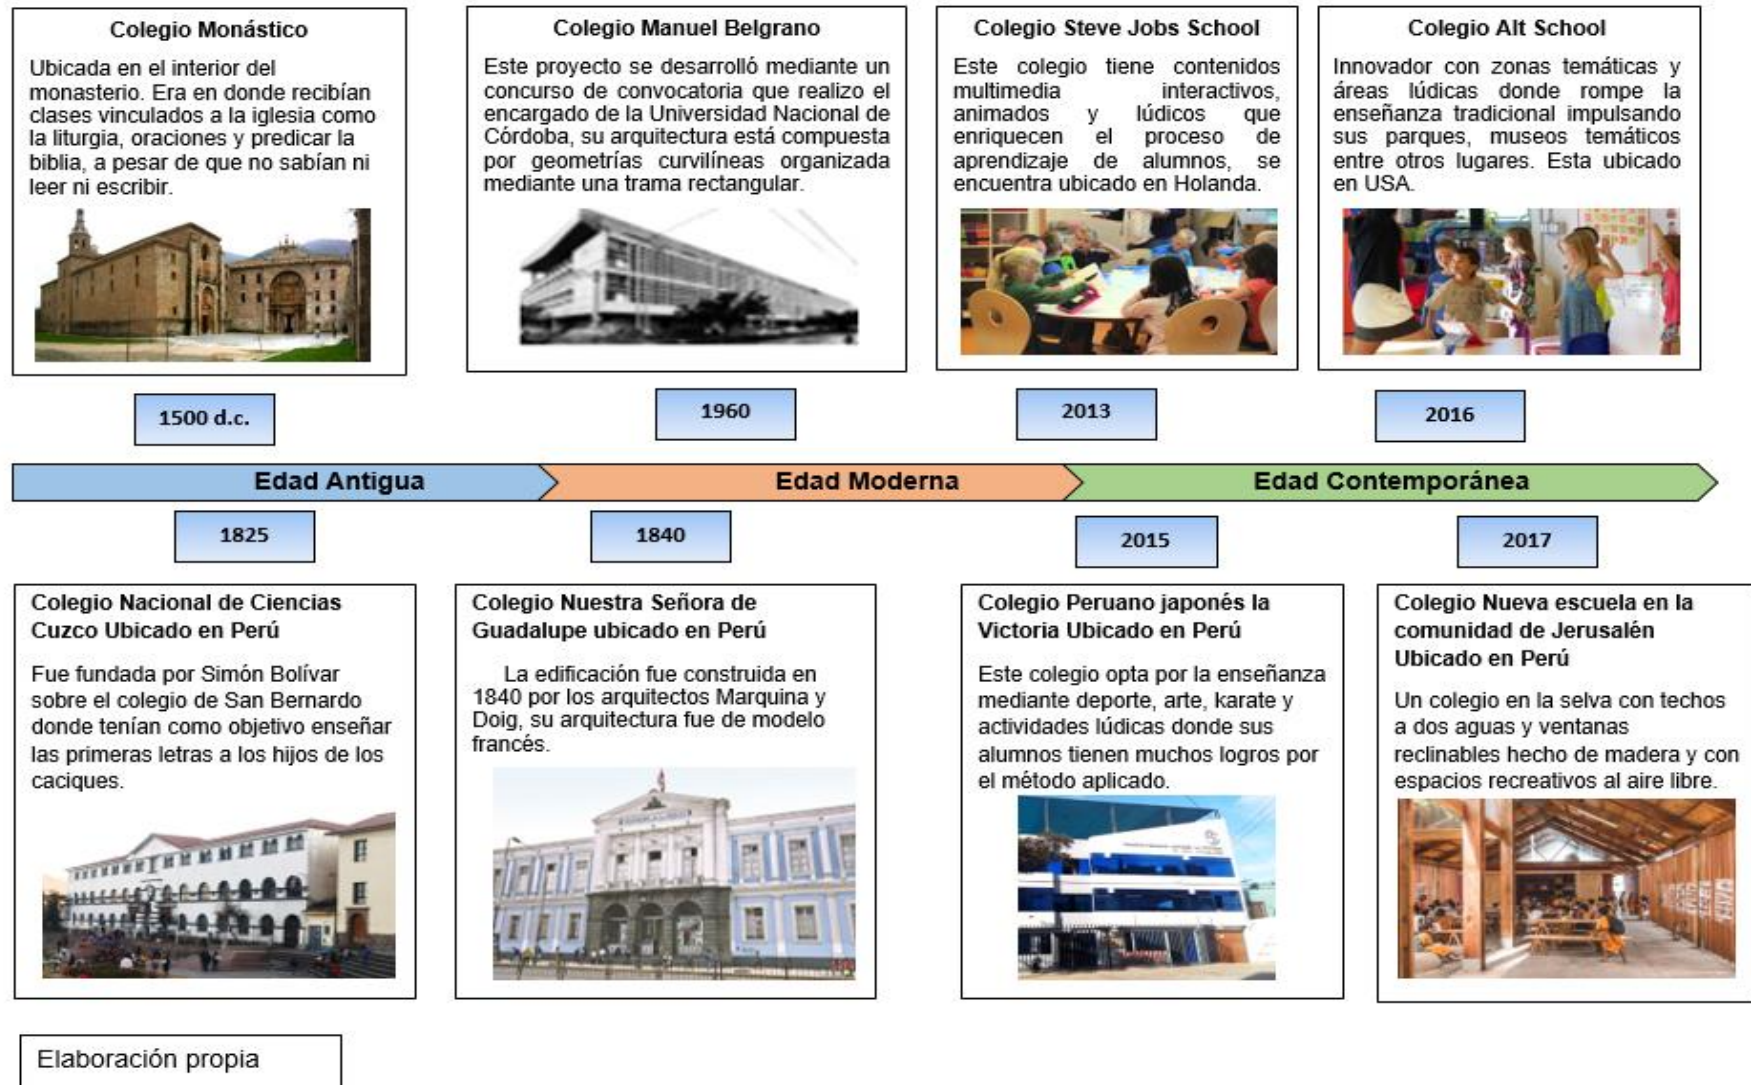 Colegio Monástico
Ubicada en el interior del
monasterio. Era en donde recibían
clases vinculados a la iglesia como
la liturgia, oraciones y predicar la
biblia, a pesar de que no sabían ni
leer ni escribir.
Colegio Manuel Belgrano
Este proyecto se desarrolló mediante un
concurso de convocatoria que realizo el
encargado de la Universidad Nacional de
Córdoba, su arquitectura está compuesta
por geometrías curvilíneas organizada
mediante una trama rectangular.
Colegio Steve Jobs School
Este colegio tiene contenidos
multimedia interactivos,
animados y lúdicos que
enriquecen el proceso de
aprendizaje de alumnos, se
encuentra ubicado en Holanda.
Colegio Alt School
Innovador con zonas temáticas y
áreas lúdicas donde rompe la
enseñanza tradicional impulsando
sus parques, museos temáticos
entre otros lugares. Esta ubicado
en USA.
1500 d.c.
1960
2013
2016
Edad Antigua
Edad Moderna
Edad Contemporánea
1825
1840
2015
2017
Colegio Nacional de Ciencias
Cuzco Ubicado en Perú
Fue fundada por Simón Bolívar
sobre el colegio de San Bernardo
donde tenían como objetivo enseñar
las primeras letras a los hijos de los
caciques.
Colegio Nuestra Señora de
Guadalupe ubicado en Perú
La edificación fue construida en
1840 por los arquitectos Marquina y
Doig, su arquitectura fue de modelo
francés.
Colegio Peruano japonés la
Victoria Ubicado en Perú
Este colegio opta por la enseñanza
mediante deporte, arte, karate y
actividades lúdicas donde sus
alumnos tienen muchos logros por
el método aplicado.
Colegio Nueva escuela en la
comunidad de Jerusalén
Ubicado en Perú
Un colegio en la selva con techos
a dos aguas y ventanas
reclinables hecho de madera y con
espacios recreativos al aire libre.
Elaboración propia